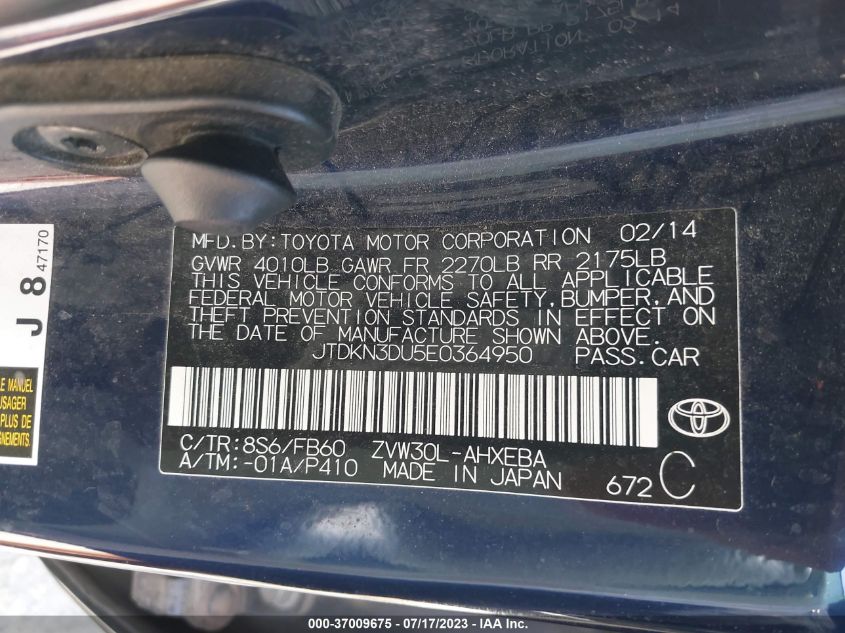 MFD.BY:TOYOTA MOTOR CORPORATION 02/14
GVWR 4010LB GAWR FR 2270LB RR 2175LB
THIS VEHICLE CONFORMS TO ALL APPLICABLE
FEDERAL MOTOR VEHICLE SAFETY,BUMPER,AND
THEFT PREVENTION STANDARDS IN EFFECT ON
THE DATE OF MANUFACTURE SHOWN ABOVE.
JTDKN3DU5E0364950 PASS.CAR
C/TR:8S6/FB60 ZVW30L-AHXEBA
A/TM:-01A/P410 MADE IN JAPAN
672 C
J 8 47170
LE MANUEL
USAGER
PLUS DE
GNEMENTS.
000-37009675 - 07/17/2023 - IAA Inc.